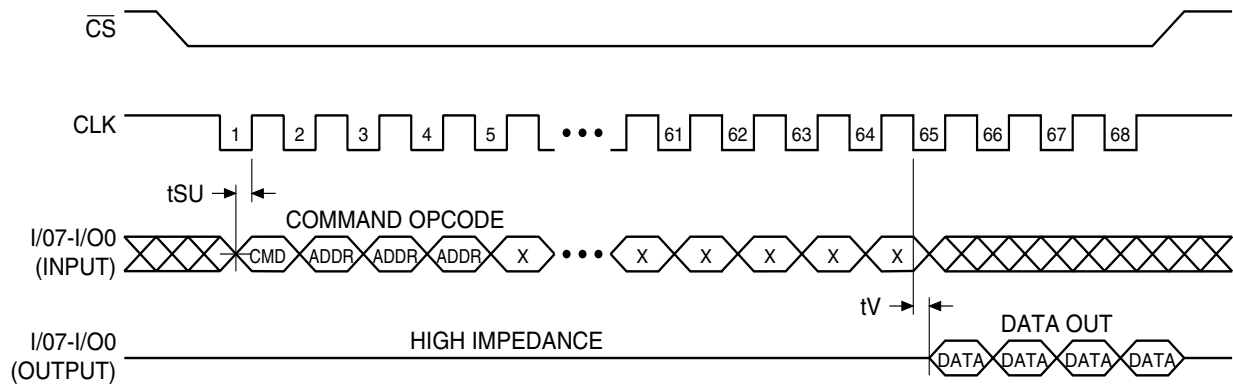 CS
CLK
1 2 3 4 5 ••• 61 62 63 64 65 66 67 68
tSU
COMMAND OPCODE
I/07-I/O0
(INPUT)
CMD ADDR ADDR ADDR X ••• X X X X X
tV
I/07-I/O0
(OUTPUT)
HIGH IMPEDANCE
DATA OUT
DATA DATA DATA DATA